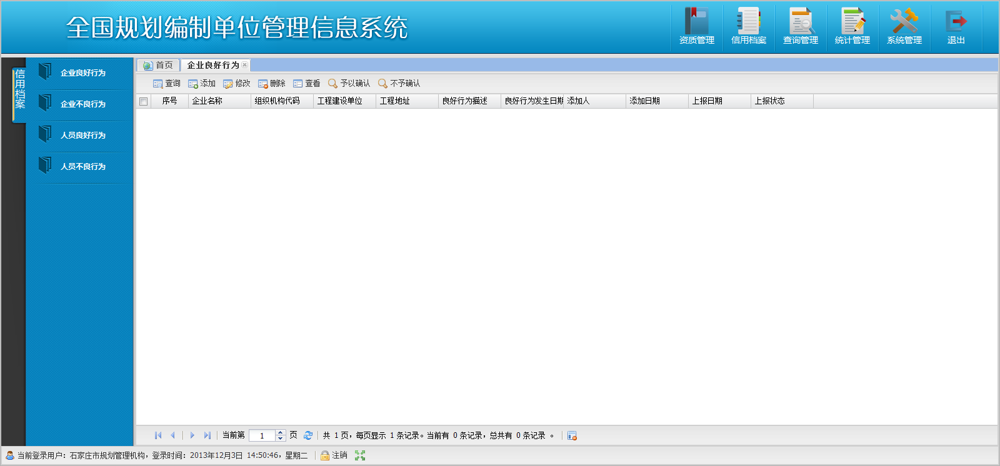 全国规划编制单位管理信息系统
资质管理 信用档案 查询管理 统计管理 系统管理 退出
信用档案
企业良好行为
企业不良行为
人员良好行为
人员不良行为
首页 企业良好行为
查询 添加 修改 删除 查看 予以确认 不予确认
序号 企业名称 组织机构代码 工程建设单位 工程地址 良好行为描述 良好行为发生日期 添加人 添加日期 上报日期 上报状态
当前第 1 页 共 1 页，每页显示 1 条记录。当前有 0 条记录，总共有 0 条记录 。
当前登录用户：石家庄市规划管理机构，登录时间：2013年12月3日 14:50:46，星期二 注销